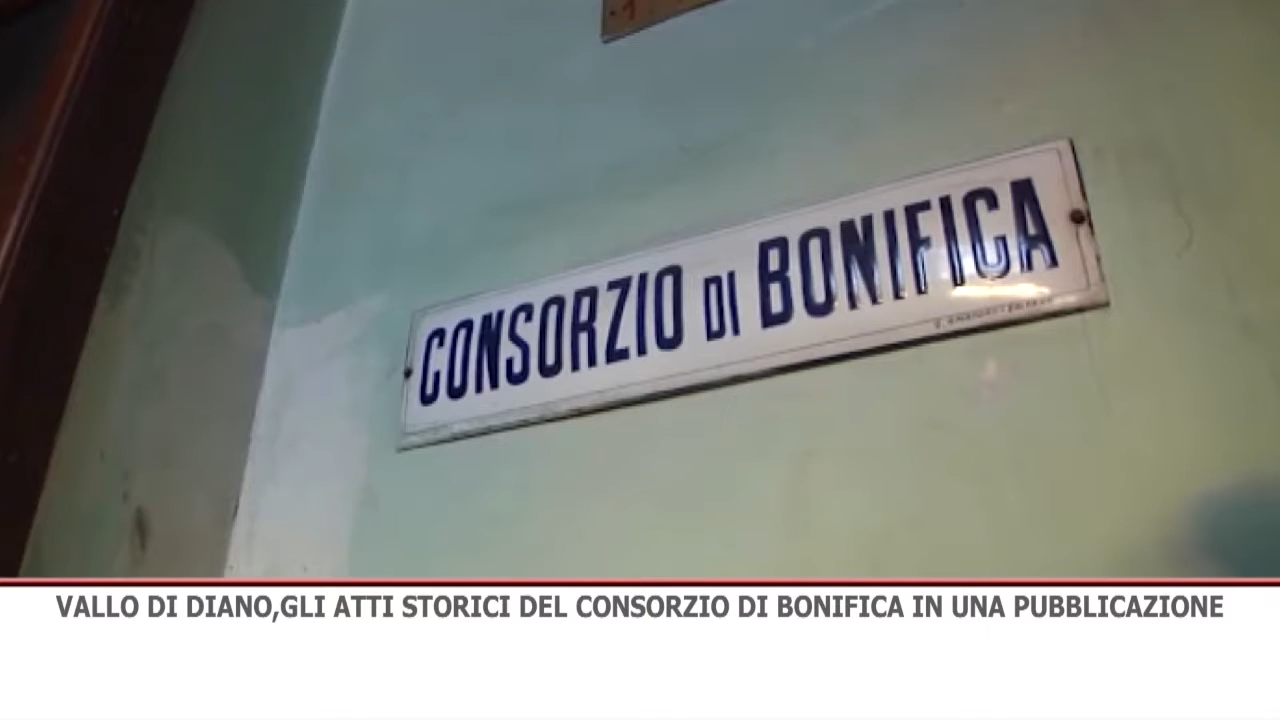 CONSORZIO DI BONIFICA
VALLO DI DIANO,GLI ATTI STORICI DEL CONSORZIO DI BONIFICA IN UNA PUBBLICAZIONE